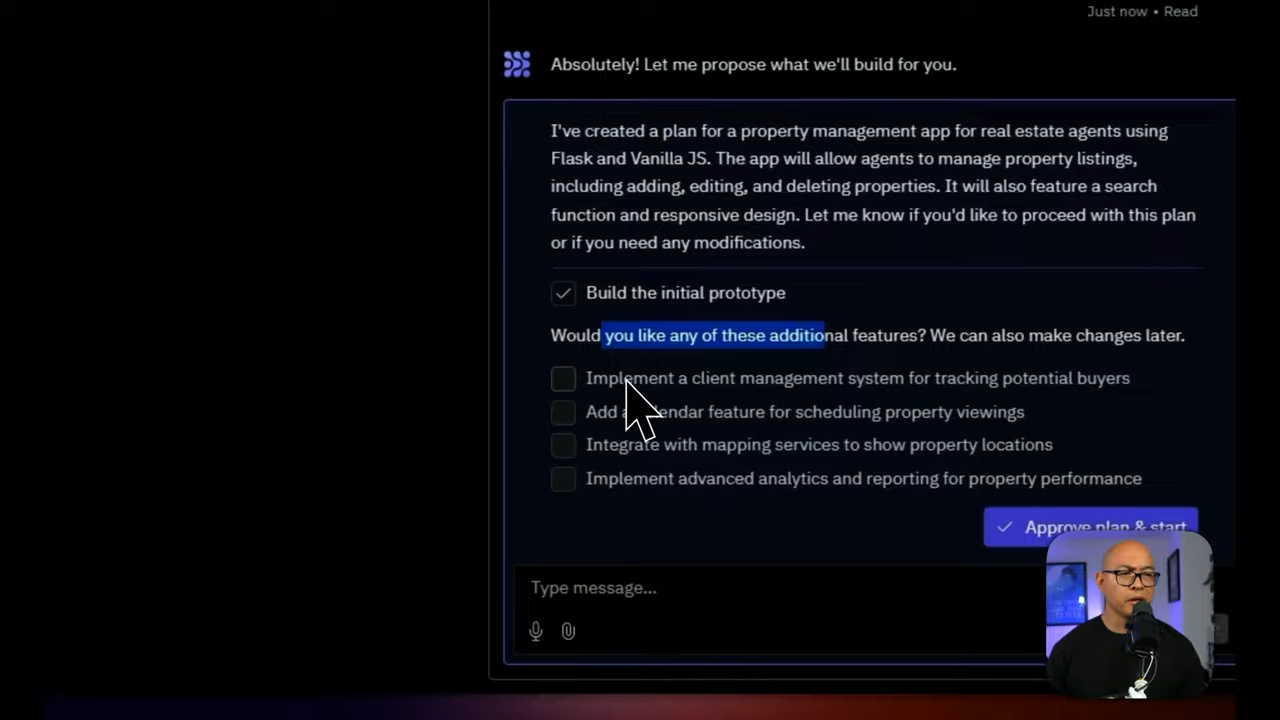 Just now • Read
Absolutely! Let me propose what we'll build for you.
I've created a plan for a property management app for real estate agents using
Flask and Vanilla JS. The app will allow agents to manage property listings,
including adding, editing, and deleting properties. It will also feature a search
function and responsive design. Let me know if you'd like to proceed with this plan
or if you need any modifications.
Build the initial prototype
Would you like any of these additional features? We can also make changes later.
Implement a client management system for tracking potential buyers
Add a calendar feature for scheduling property viewings
Integrate with mapping services to show property locations
Implement advanced analytics and reporting for property performance
Approve plan & start
Type message...